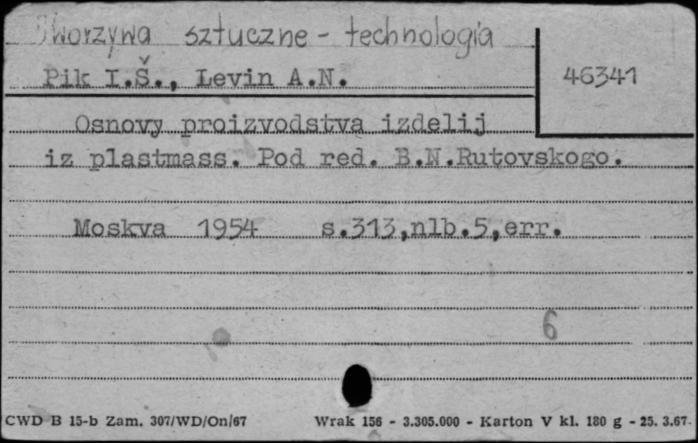 Tworzywa sztuczne - technologia
Pik I.Š., Levin A.N.
46341
Osnovy proizvodstva izdelij
iz plastmass. Pod red. B.N.Rutovskogo.
Moskva 1954 s.313,nlb.5,err.
6
CWD B 15-b Zam. 307/WD/On/67 Wrak 156 - 3.305.000 - Karton V kl. 180 g - 25. 3.67